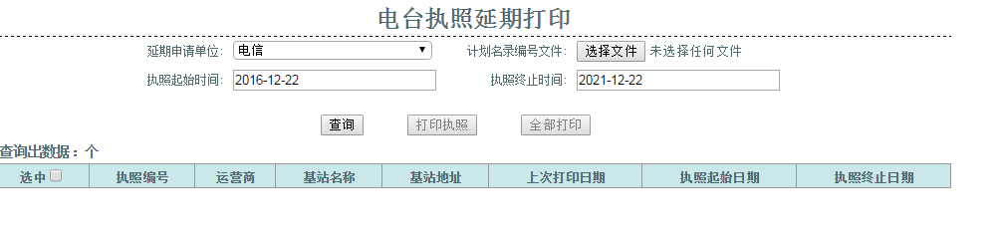 电台执照延期打印
延期申请单位： 电信 计划名录编号文件： 选择文件 未选择任何文件
执照起始时间： 2016-12-22 执照终止时间： 2021-12-22
查询 打印执照 全部打印
查询出数据： 个
选中 执照编号 运营商 基站名称 基站地址 上次打印日期 执照起始日期 执照终止日期